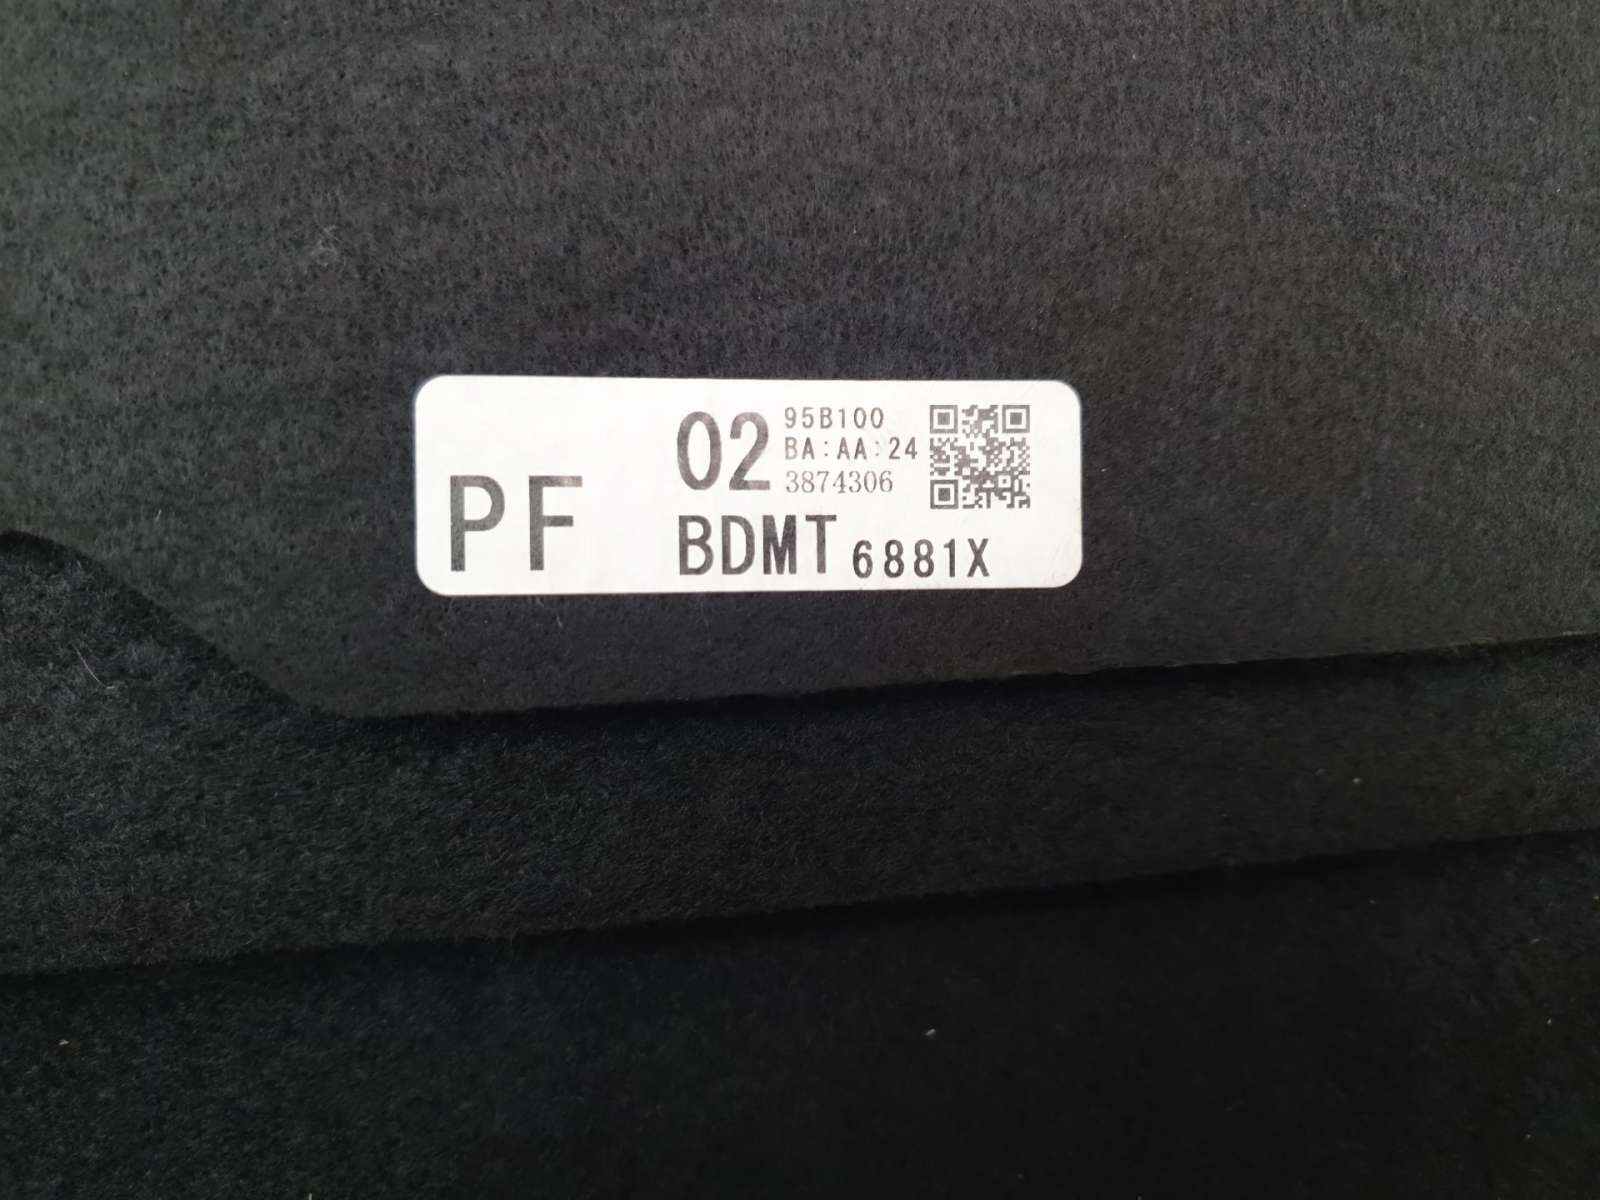 PF
02
95B100
BA:AA:24
3874306
BDMT 6881X